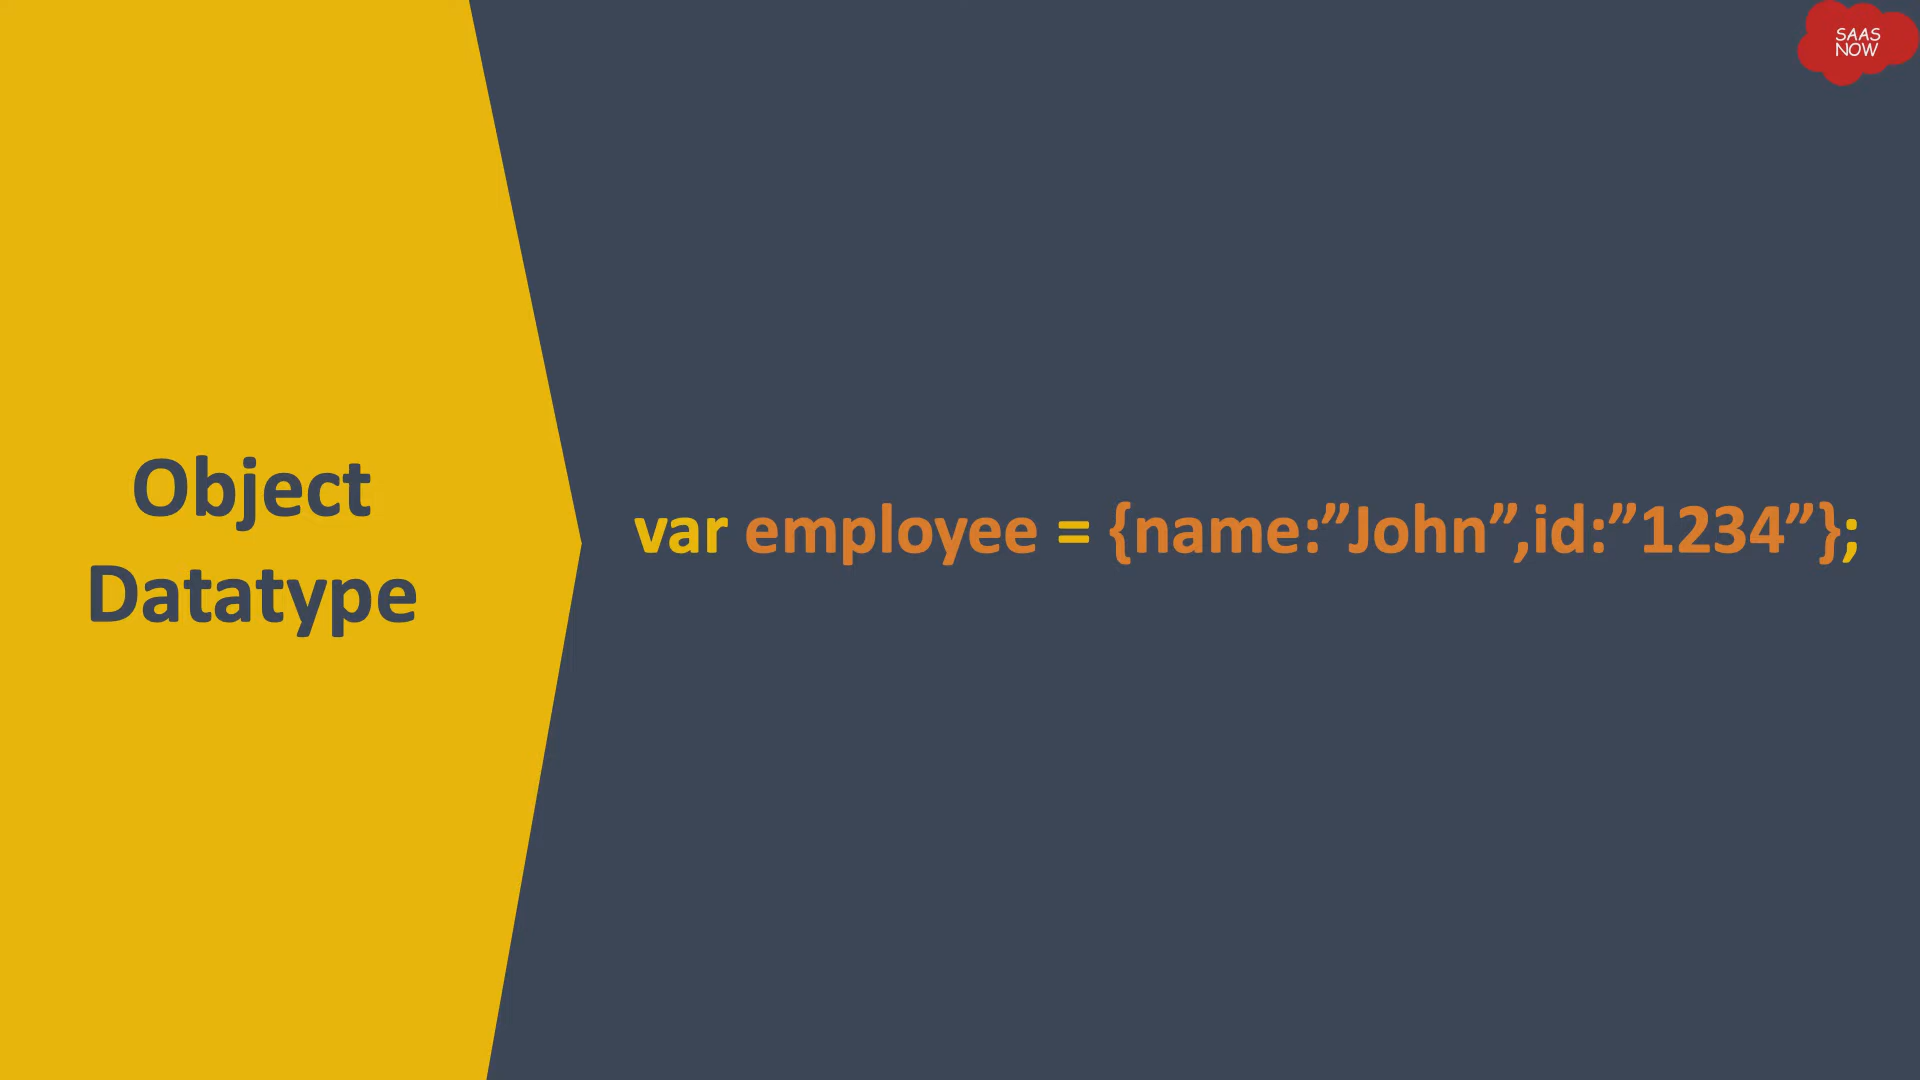 Object
Datatype
var employee = {name:”John”,id:”1234”};
SAAS
NOW